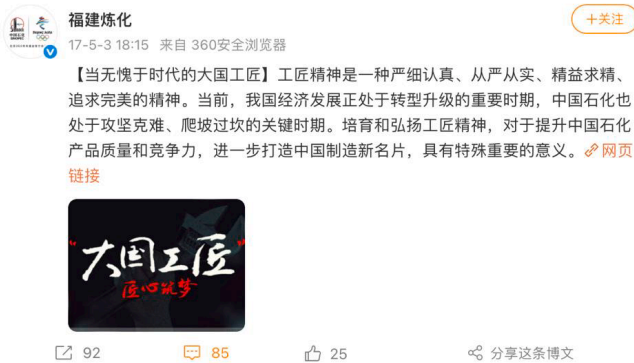 福建炼化
+关注
17-5-3 18:15 来自 360安全浏览器
【当无愧于时代的大国工匠】工匠精神是一种严细认真、从严从实、精益求精、
追求完美的精神。当前，我国经济发展正处于转型升级的重要时期，中国石化也
处于攻坚克难、爬坡过坎的关键时期。培育和弘扬工匠精神，对于提升中国石化
产品质量和竞争力，进一步打造中国制造新名片，具有特殊重要的意义。网页
链接
“大国工匠”
匠心筑梦
92
85
25
分享这条博文